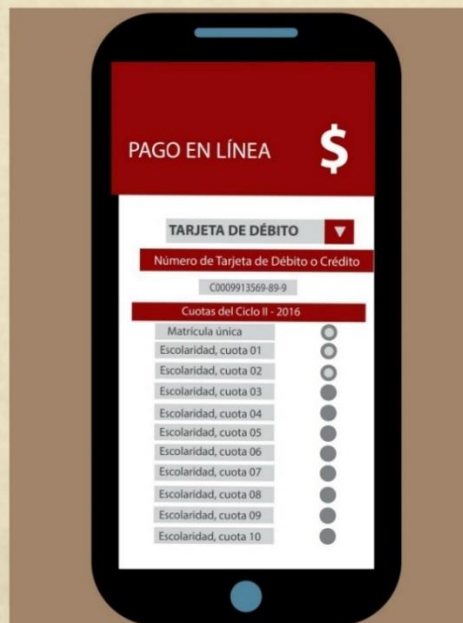 PAGO EN LÍNEA $
TARJETA DE DÉBITO
Número de Tarjeta de Débito o Crédito
C0009913569-89-9
Cuotas del Ciclo II - 2016
Matrícula única
Escolaridad, cuota 01
Escolaridad, cuota 02
Escolaridad, cuota 03
Escolaridad, cuota 04
Escolaridad, cuota 05
Escolaridad, cuota 06
Escolaridad, cuota 07
Escolaridad, cuota 08
Escolaridad, cuota 09
Escolaridad, cuota 10